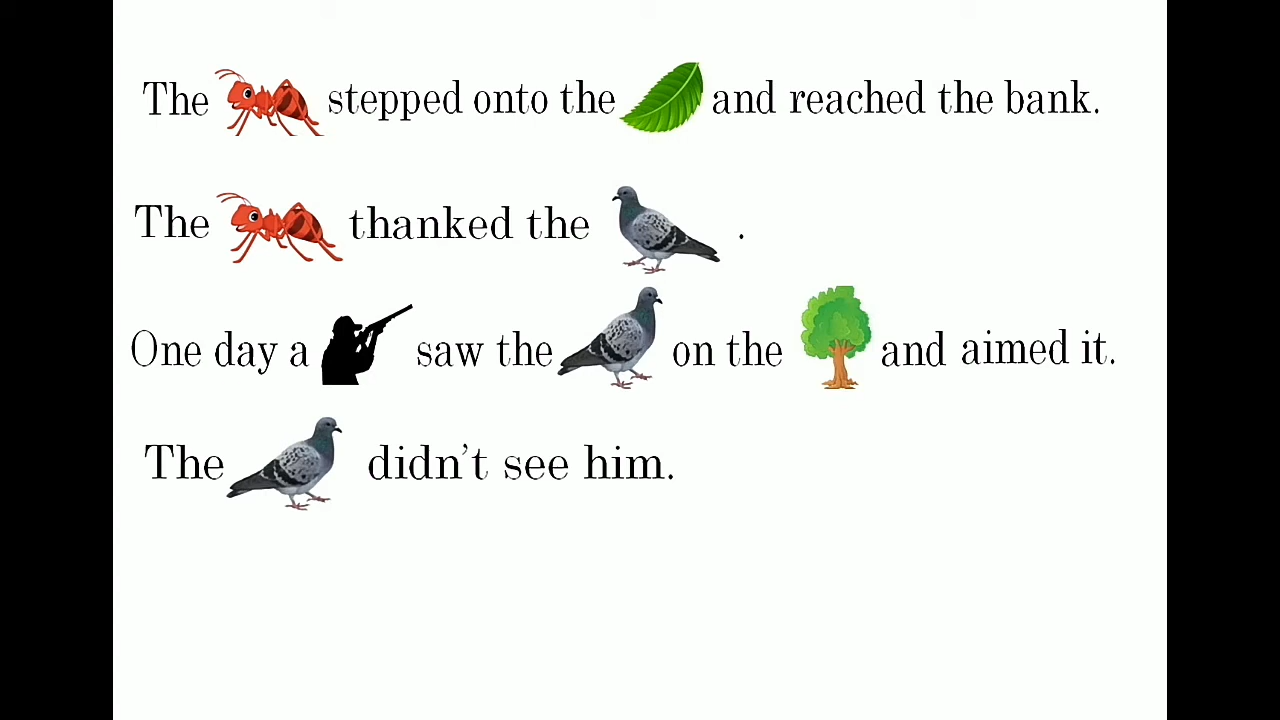 The stepped onto the and reached the bank.
The thanked the .
One day a saw the on the and aimed it.
The didn't see him.